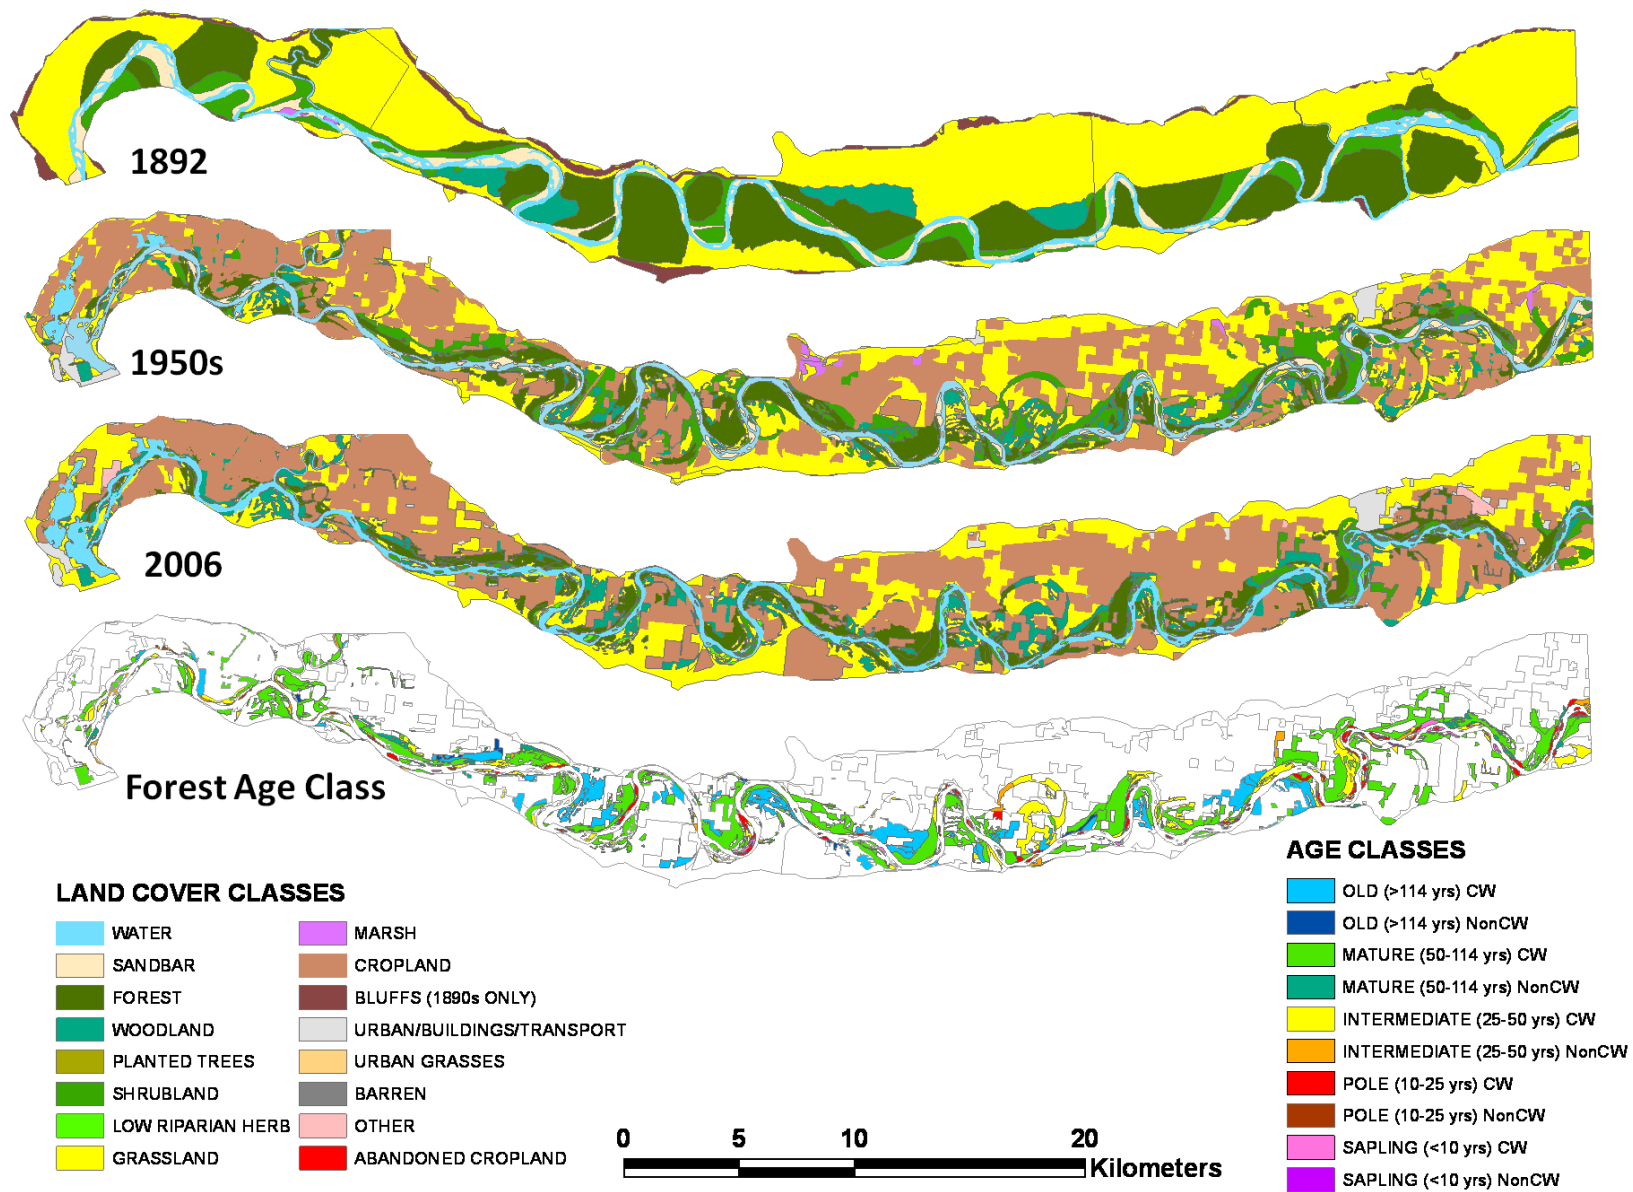 1892
1950s
2006
Forest Age Class
LAND COVER CLASSES
WATER
SANDBAR
FOREST
WOODLAND
PLANTED TREES
SHRUBLAND
LOW RIPARIAN HERB
GRASSLAND
MARSH
CROPLAND
BLUFFS (1890s ONLY)
URBAN/BUILDINGS/TRANSPORT
URBAN GRASSES
BARREN
OTHER
ABANDONED CROPLAND
0 5 10 20
Kilometers
AGE CLASSES
OLD (>114 yrs) CW
OLD (>114 yrs) NonCW
MATURE (50-114 yrs) CW
MATURE (50-114 yrs) NonCW
INTERMEDIATE (25-50 yrs) CW
INTERMEDIATE (25-50 yrs) NonCW
POLE (10-25 yrs) CW
POLE (10-25 yrs) NonCW
SAPLING (<10 yrs) CW
SAPLING (<10 yrs) NonCW